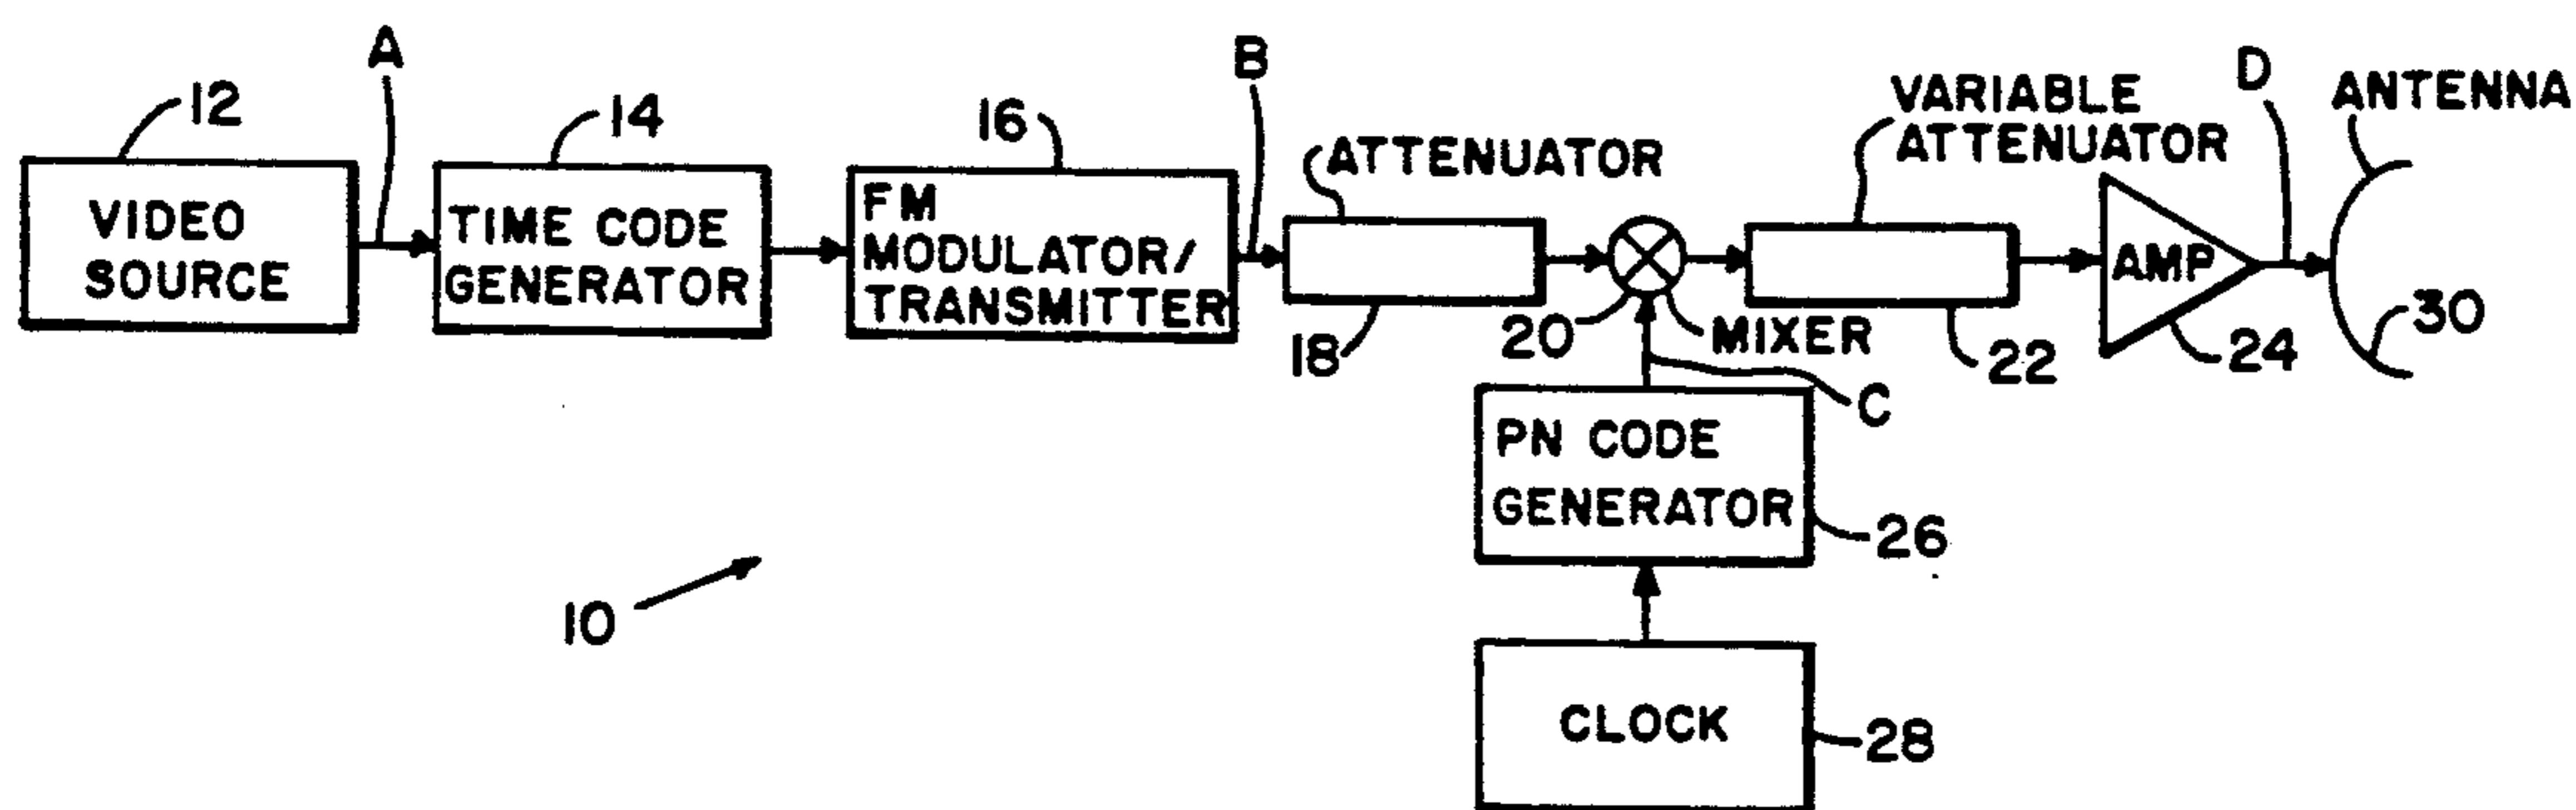 A
B
D
12
14
16
VARIABLE
ATTENUATOR
ANTENNA
ATTENUATOR
VIDEO
SOURCE
TIME CODE
GENERATOR
FM
MODULATOR/
TRANSMITTER
AMP
18
20
MIXER
22
24
30
C
PN CODE
GENERATOR
26
10
CLOCK
28